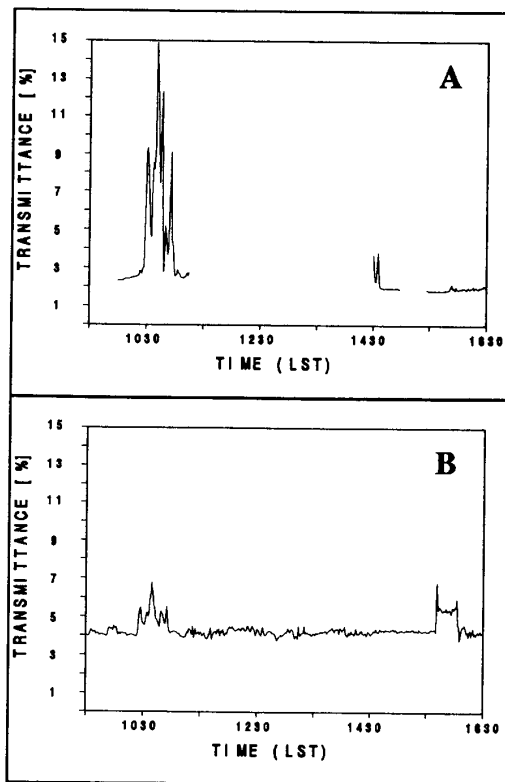 A
TRANSMITTANCE [%]
15
13
11
9
7
5
3
1
1030 1230 1430 1630
TIME (LST)
B
TRANSMITTANCE [%]
15
13
11
9
7
5
3
1
1030 1230 1430 1630
TIME (LST)